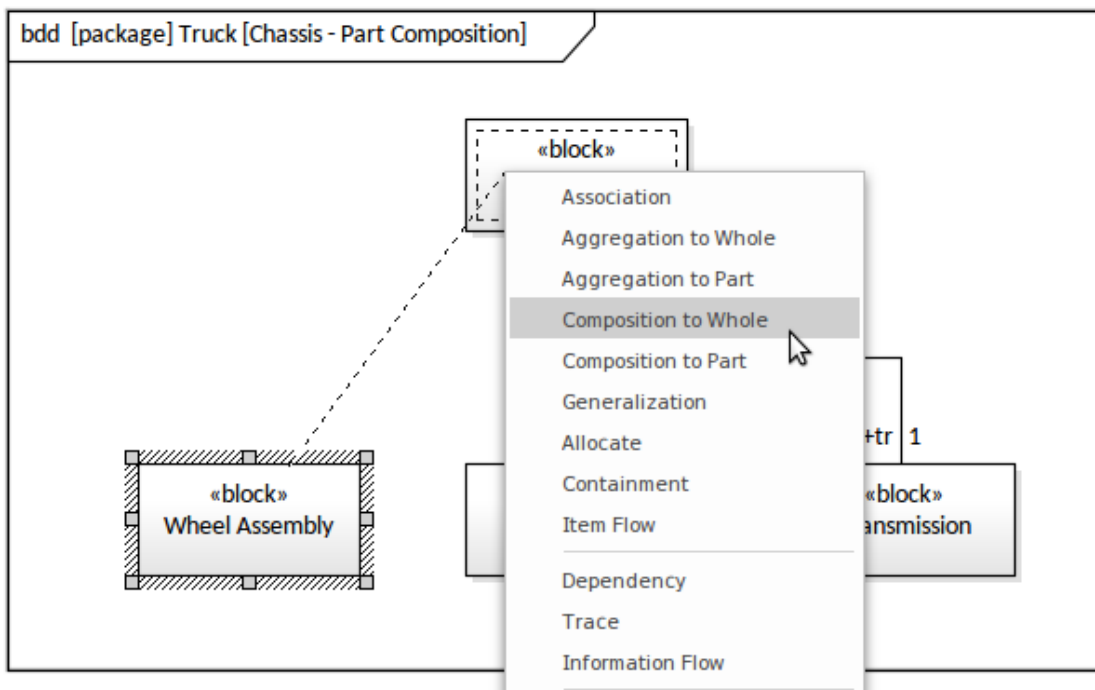 bdd [package] Truck [Chassis - Part Composition]
«block»
Association
Aggregation to Whole
Aggregation to Part
Composition to Whole
Composition to Part
Generalization
Allocate
Containment
Item Flow
Dependency
Trace
Information Flow
+tr 1
«block»
Wheel Assembly
«block»
ansmission